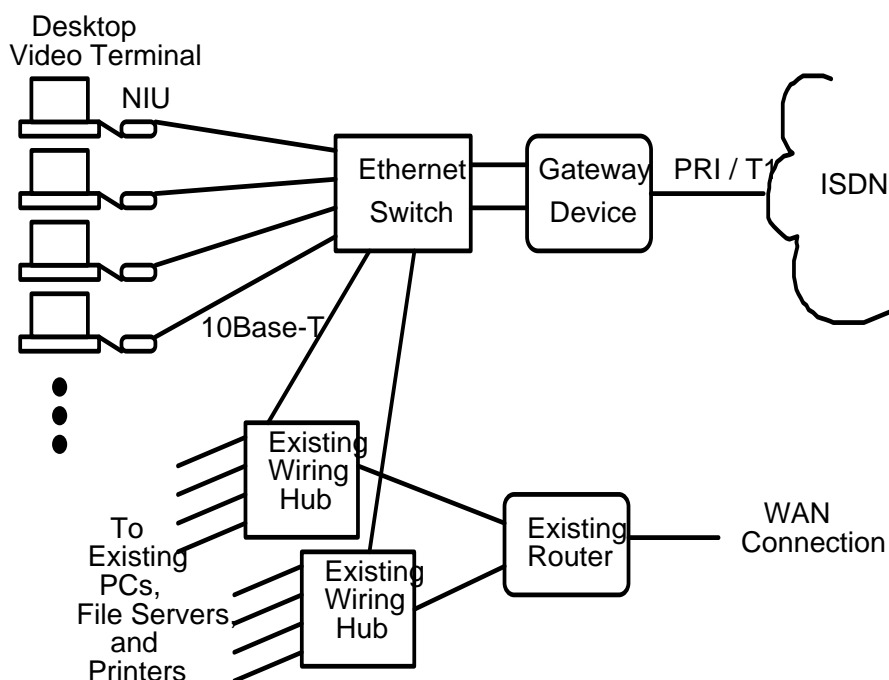 Desktop
Video Terminal
NIU
Ethernet
Switch
Gateway
Device
PRI / T1
ISDN
10Base-T
Existing
Wiring
Hub
To
Existing
PCs,
File Servers,
and
Printers
Existing
Wiring
Hub
Existing
Router
WAN
Connection